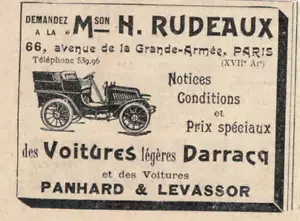 DEMANDEZ
A LA "MSON H. RUDEAUX
66, avenue de la Grande-Armée, PARIS
Téléphone 539.96 (XVIIe Art)
Notices
Conditions
et
Prix spéciaux
des Voitures légères Darracq
et des Voitures
PANHARD & LEVASSOR